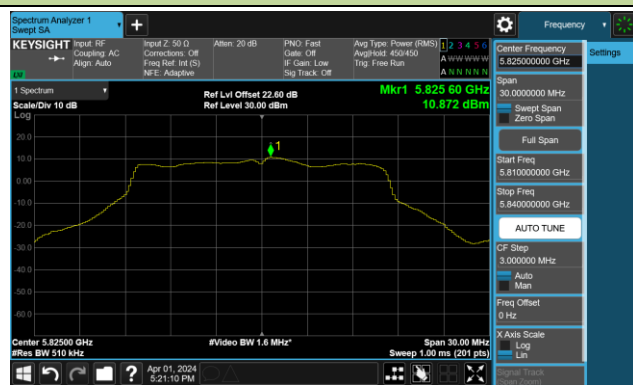 Spectrum Analyzer 1
Swept SA
+
Frequency
KEYSIGHT
Input: RF
Coupling: AC
Align: Auto
Input Z: 50 Ω
Corrections: Off
Freq Ref: Int (S)
NFE: Adaptive
Atten: 20 dB
PNO: Fast
Gate: Off
IF Gain: Low
Sig Track: Off
Avg Type: Power (RMS)
Avg|Hold: 450/450
Trig: Free Run
1 2 3 4 5 6
A W W W W W
A N N N N N
1 Spectrum
Scale/Div 10 dB
Ref Lvl Offset 22.60 dB
Ref Level 30.00 dBm
Mkr1 5.825 60 GHz
10.872 dBm
Log
20.0
10.0
0.00
-10.0
-20.0
-30.0
-40.0
-50.0
-60.0
1
Center 5.82500 GHz
#Res BW 510 kHz
#Video BW 1.6 MHz*
Span 30.00 MHz
Sweep 1.00 ms (201 pts)
Apr 01, 2024
5:21:10 PM
Center Frequency
5.825000000 GHz
Settings
Span
30.0000000 MHz
Swept Span
Zero Span
Full Span
Start Freq
5.810000000 GHz
Stop Freq
5.840000000 GHz
AUTO TUNE
CF Step
3.000000 MHz
Auto
Man
Freq Offset
0 Hz
X Axis Scale
Log
Lin
Signal Track
(Span Zoom)